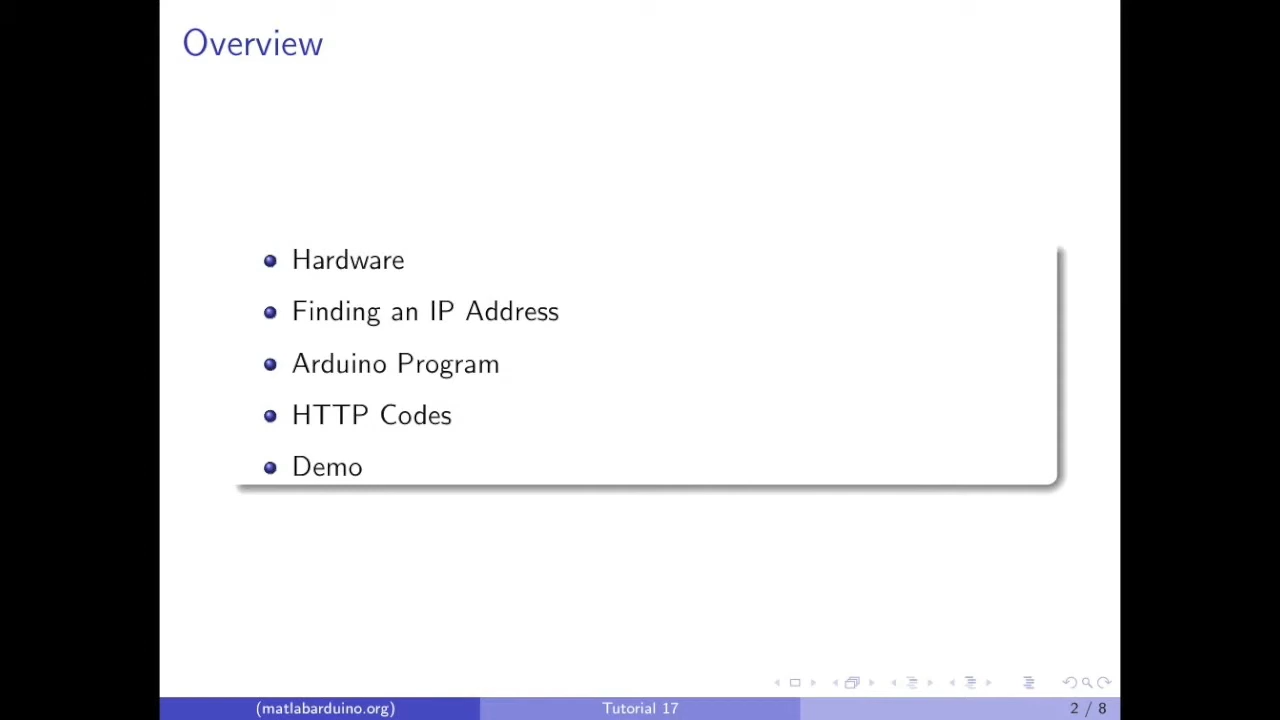 Overview
Hardware
Finding an IP Address
Arduino Program
HTTP Codes
Demo
(matlabarduino.org) Tutorial 17 2 / 8